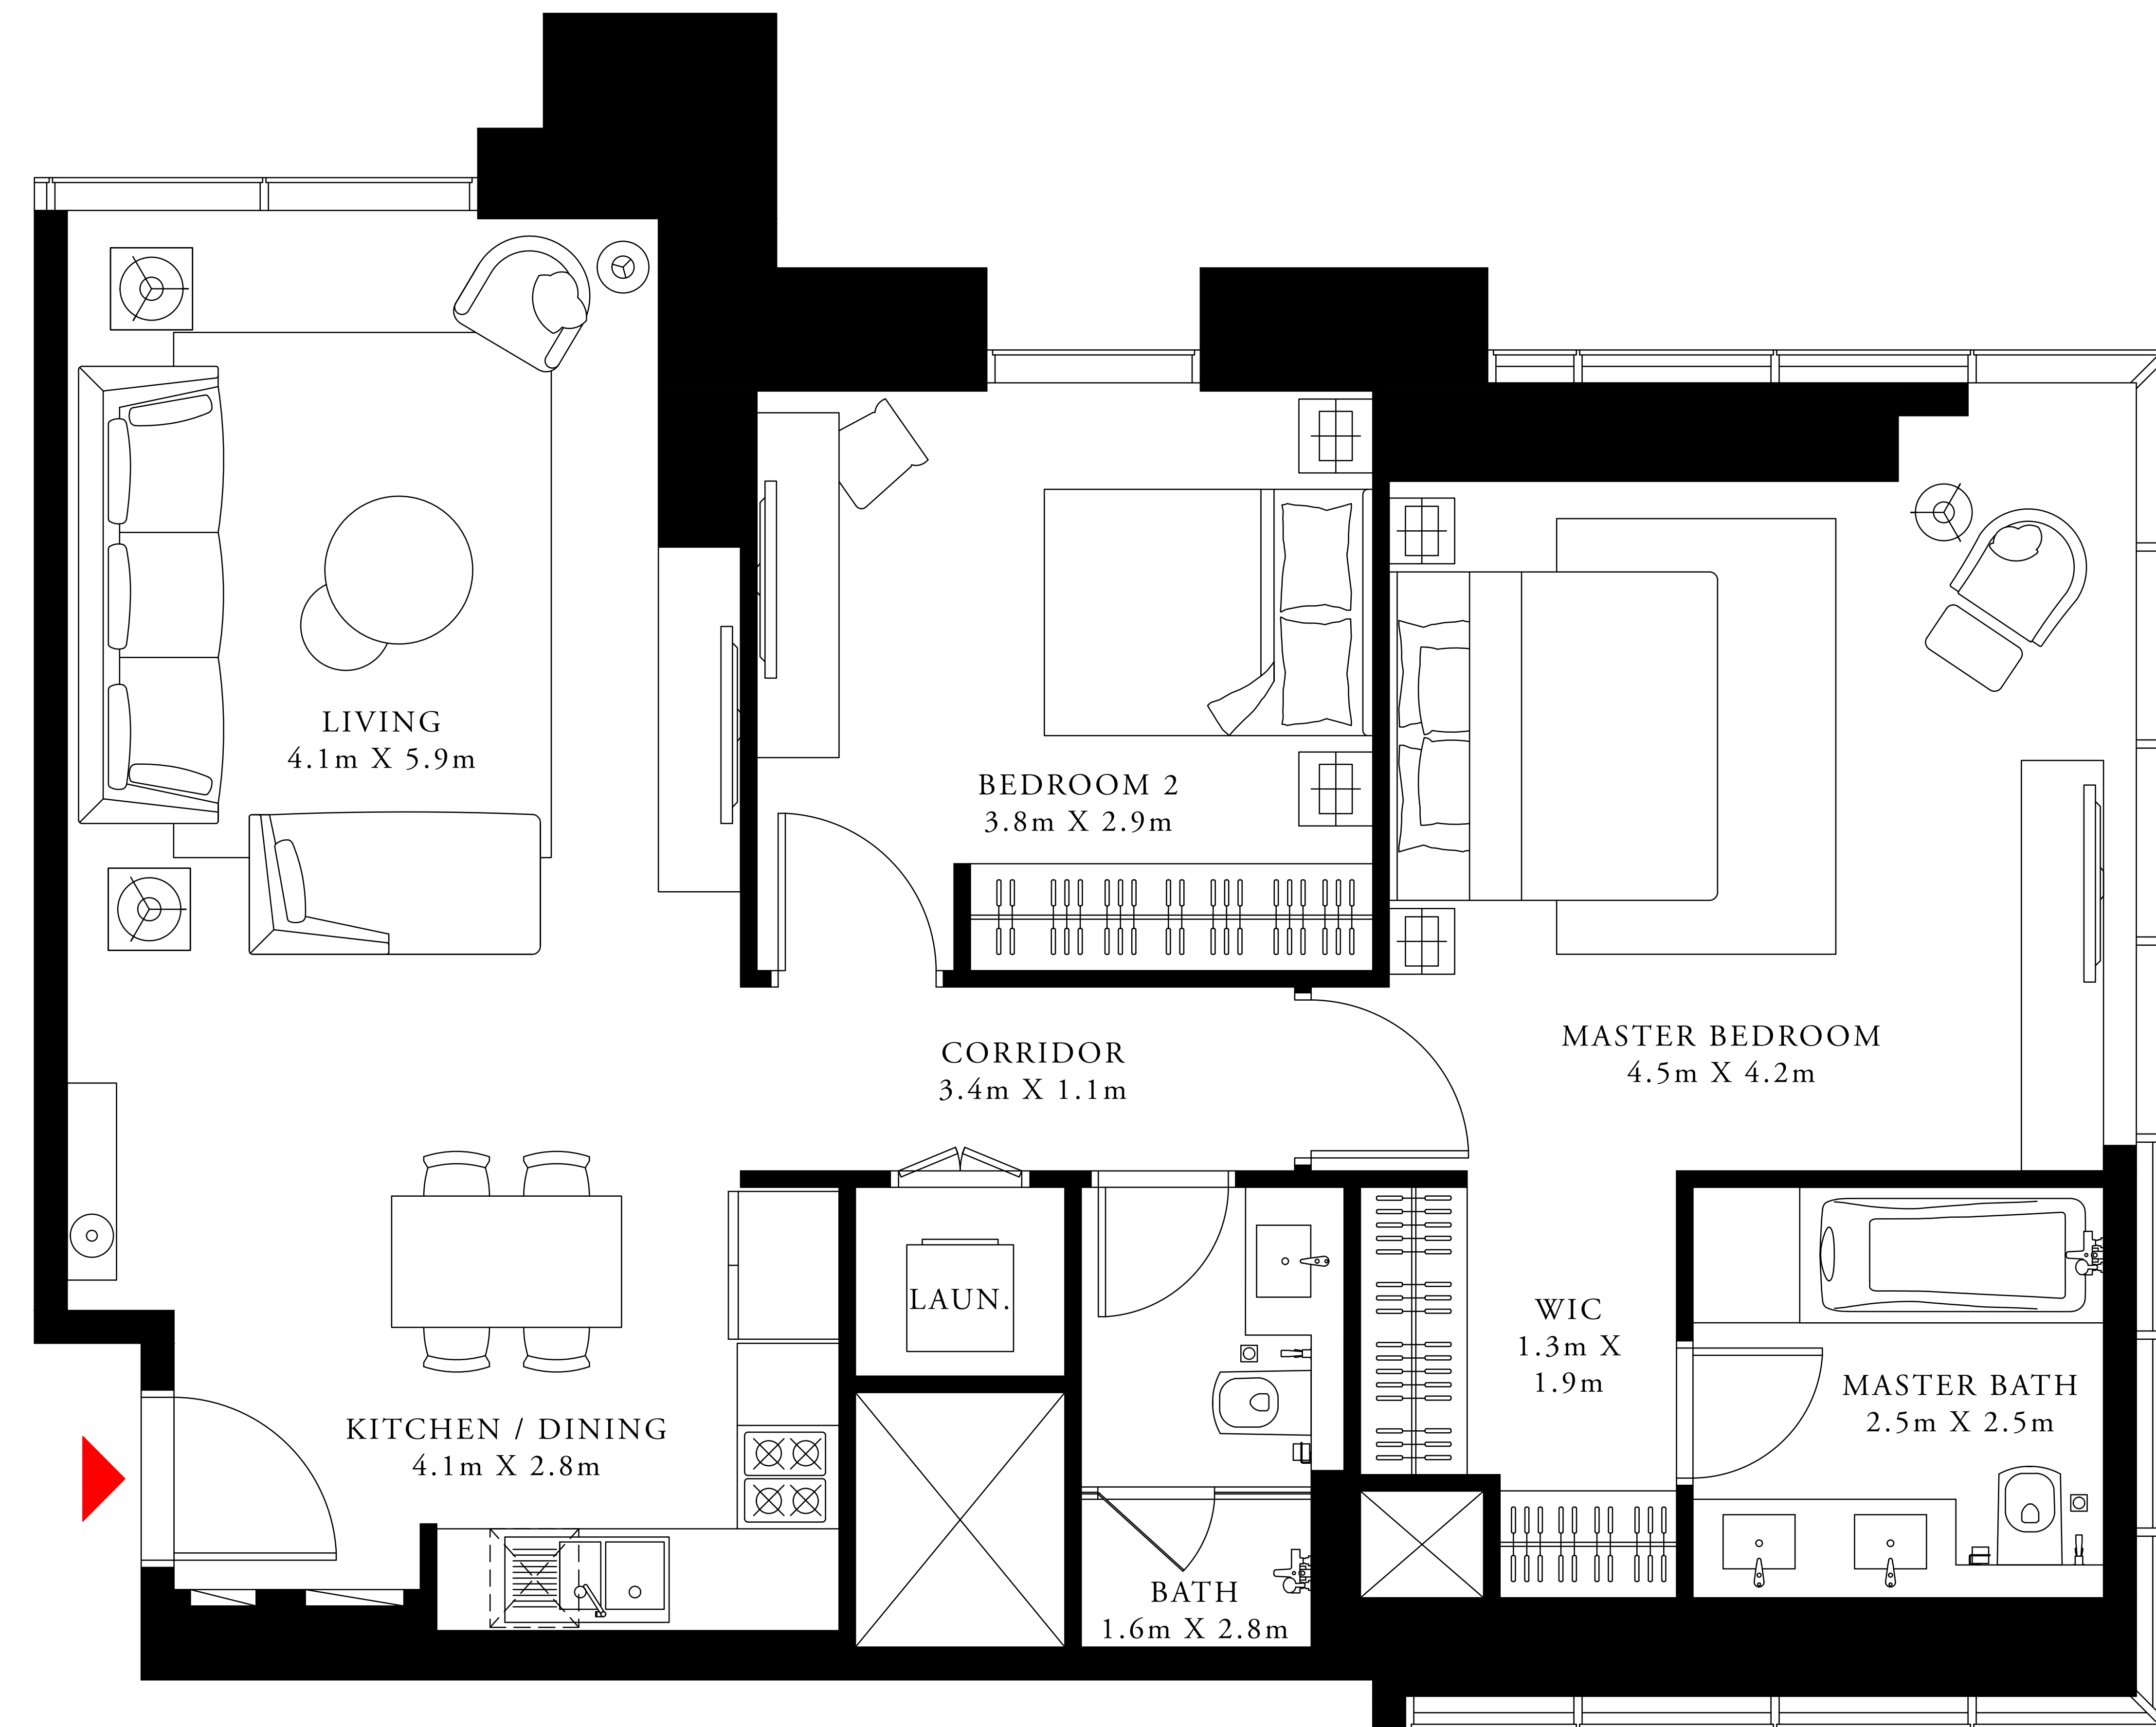 LIVING
4.1m X 5.9m
BEDROOM 2
3.8m X 2.9m
CORRIDOR
3.4m X 1.1m
MASTER BEDROOM
4.5m X 4.2m
LAUN.
WIC
1.3m X
1.9m
MASTER BATH
2.5m X 2.5m
KITCHEN / DINING
4.1m X 2.8m
BATH
1.6m X 2.8m